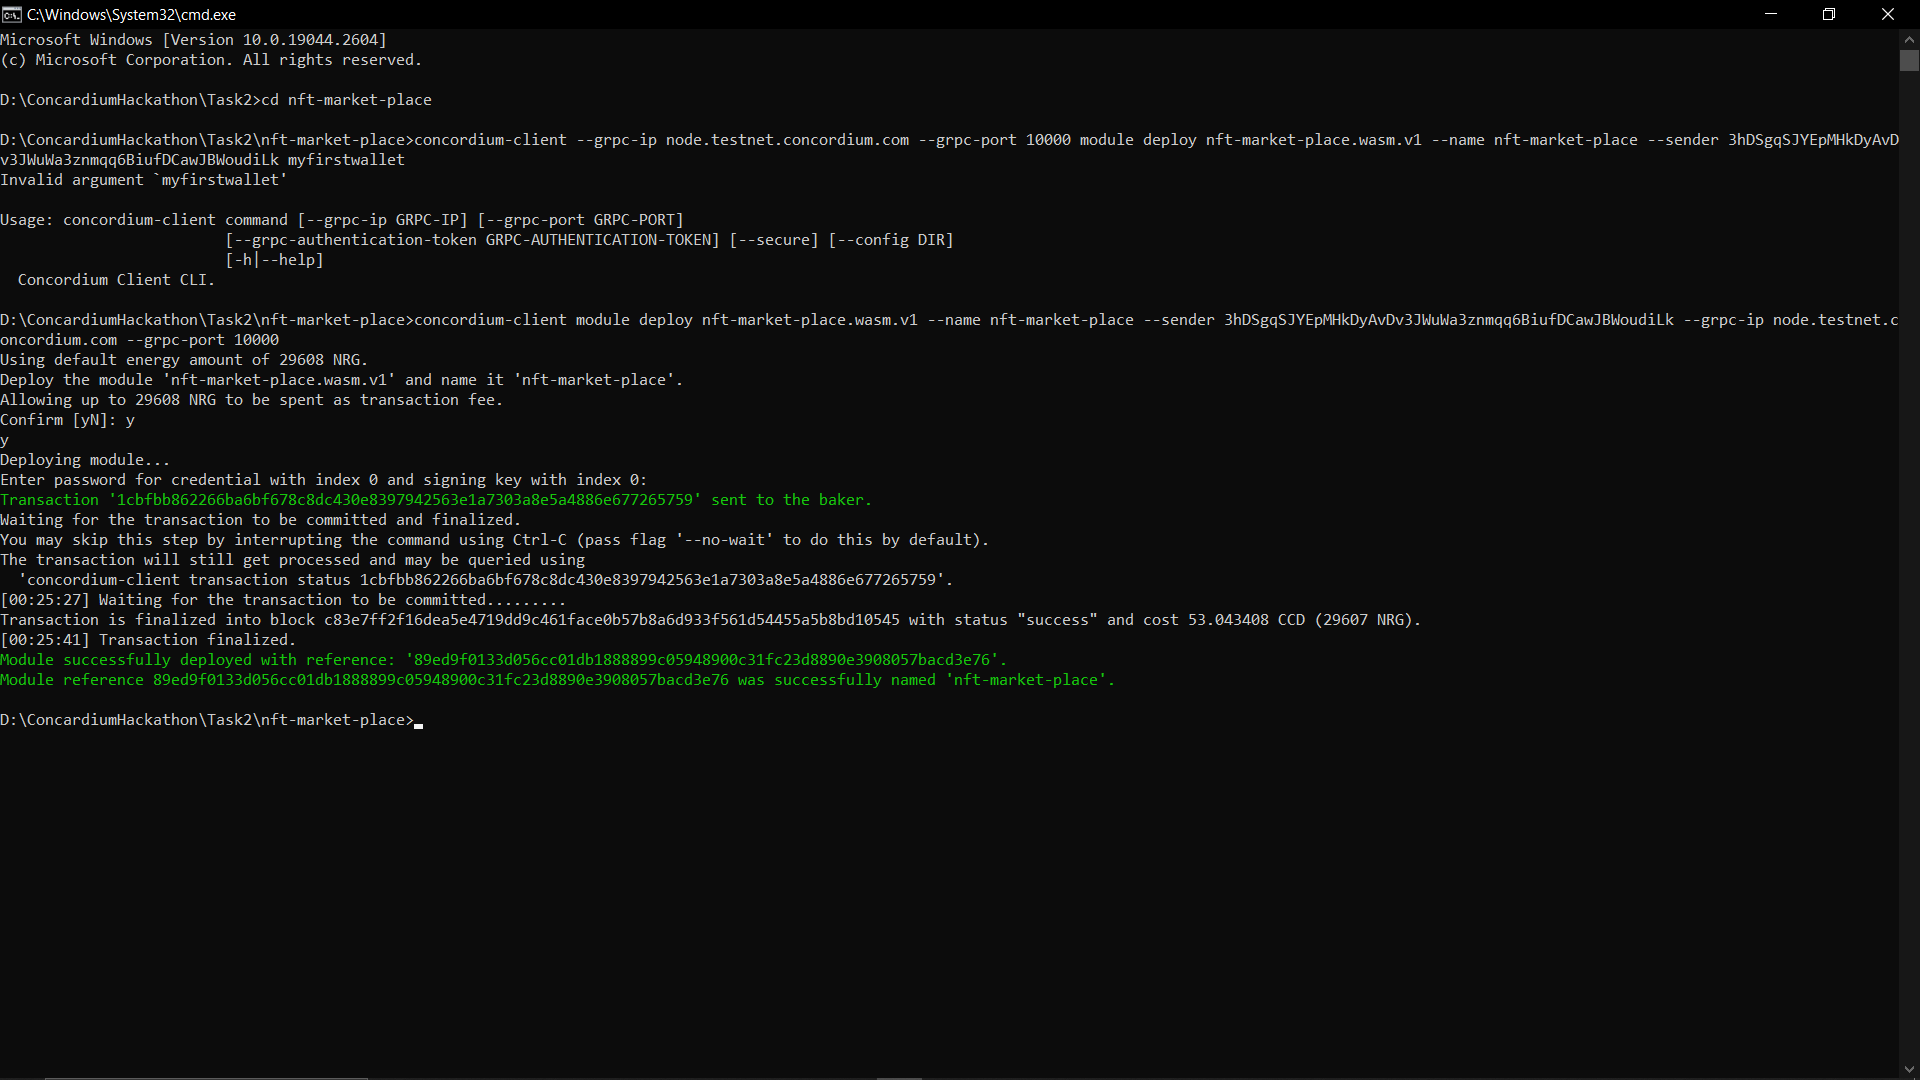 C:\Windows\System32\cmd.exe
Microsoft Windows [Version 10.0.19044.2604]
(c) Microsoft Corporation. All rights reserved.
D:\ConcardiumHackathon\Task2>cd nft-market-place
D:\ConcardiumHackathon\Task2\nft-market-place>concordium-client --grpc-ip node.testnet.concordium.com --grpc-port 10000 module deploy nft-market-place.wasm.v1 --name nft-market-place --sender 3hDSgqSJYEpMHkDyAvD
v3JWuWa3znmqq6BiufDCawJBWoudiLk myfirstwallet
Invalid argument `myfirstwallet'
Usage: concordium-client command [--grpc-ip GRPC-IP] [--grpc-port GRPC-PORT]
[--grpc-authentication-token GRPC-AUTHENTICATION-TOKEN] [--secure] [--config DIR]
[-h|--help]
Concordium Client CLI.
D:\ConcardiumHackathon\Task2\nft-market-place>concordium-client module deploy nft-market-place.wasm.v1 --name nft-market-place --sender 3hDSgqSJYEpMHkDyAvDv3JWuWa3znmqq6BiufDCawJBWoudiLk --grpc-ip node.testnet.c
oncordium.com --grpc-port 10000
Using default energy amount of 29608 NRG.
Deploy the module 'nft-market-place.wasm.v1' and name it 'nft-market-place'.
Allowing up to 29608 NRG to be spent as transaction fee.
Confirm [yN]: y
y
Deploying module...
Enter password for credential with index 0 and signing key with index 0:
Transaction '1cbfbb862266ba6bf678c8dc430e8397942563e1a7303a8e5a4886e677265759' sent to the baker.
Waiting for the transaction to be committed and finalized.
You may skip this step by interrupting the command using Ctrl-C (pass flag '--no-wait' to do this by default).
The transaction will still get processed and may be queried using
'concordium-client transaction status 1cbfbb862266ba6bf678c8dc430e8397942563e1a7303a8e5a4886e677265759'.
[00:25:27] Waiting for the transaction to be committed.........
Transaction is finalized into block c83e7ff2f16dea5e4719dd9c461face0b57b8a6d933f561d54455a5b8bd10545 with status "success" and cost 53.043408 CCD (29607 NRG).
[00:25:41] Transaction finalized.
Module successfully deployed with reference: '89ed9f0133d056cc01db1888899c05948900c31fc23d8890e3908057bacd3e76'.
Module reference 89ed9f0133d056cc01db1888899c05948900c31fc23d8890e3908057bacd3e76 was successfully named 'nft-market-place'.
D:\ConcardiumHackathon\Task2\nft-market-place>